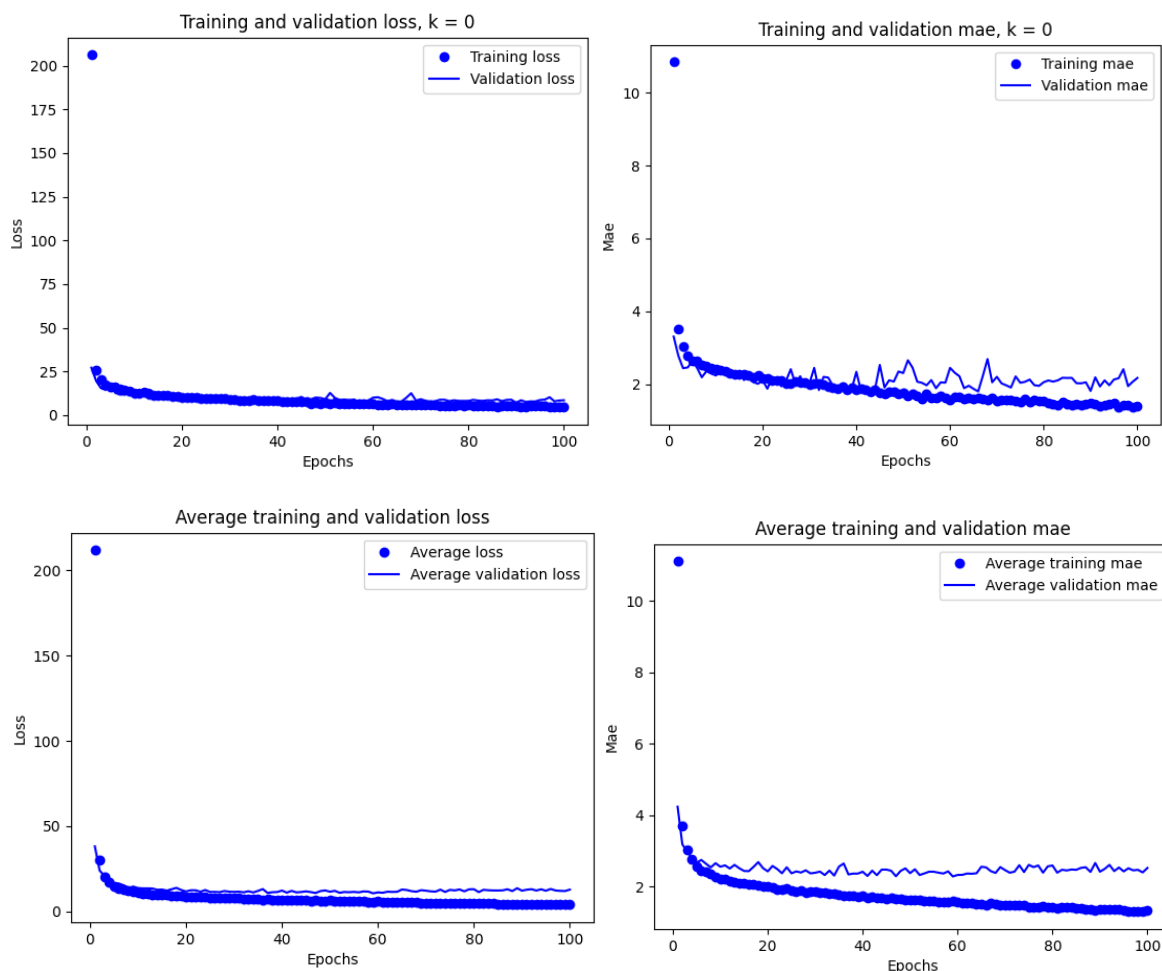 Training and validation loss, k = 0
Training loss
Validation loss
200
175
150
125
100
75
50
25
0
Loss
0 20 40 60 80 100
Epochs
Training and validation mae, k = 0
Training mae
Validation mae
10
8
6
4
2
Mae
0 20 40 60 80 100
Epochs
Average training and validation loss
Average loss
Average validation loss
200
150
100
50
0
Loss
0 20 40 60 80 100
Epochs
Average training and validation mae
Average training mae
Average validation mae
10
8
6
4
2
Mae
0 20 40 60 80 100
Epochs